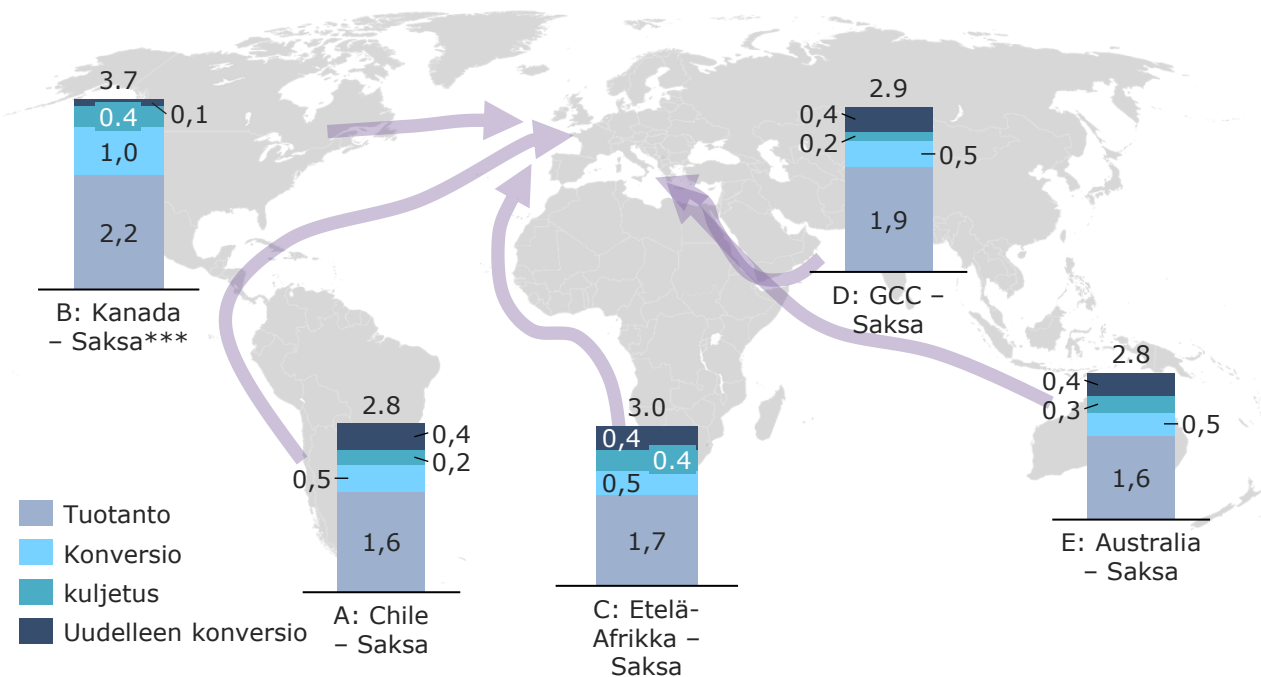 3.7
0,1
0.4
1,0
2,2
B: Kanada
– Saksa***
2.9
0,4
0,2
0,5
1,9
D: GCC –
Saksa
2.8
0,4
0,2
0,5
1,6
A: Chile
– Saksa
3.0
0,4
0.4
0,5
1,7
C: Etelä-
Afrikka –
Saksa
2.8
0,4
0,3
0,5
1,6
E: Australia
– Saksa
Tuotanto
Konversio
kuljetus
Uudelleen konversio